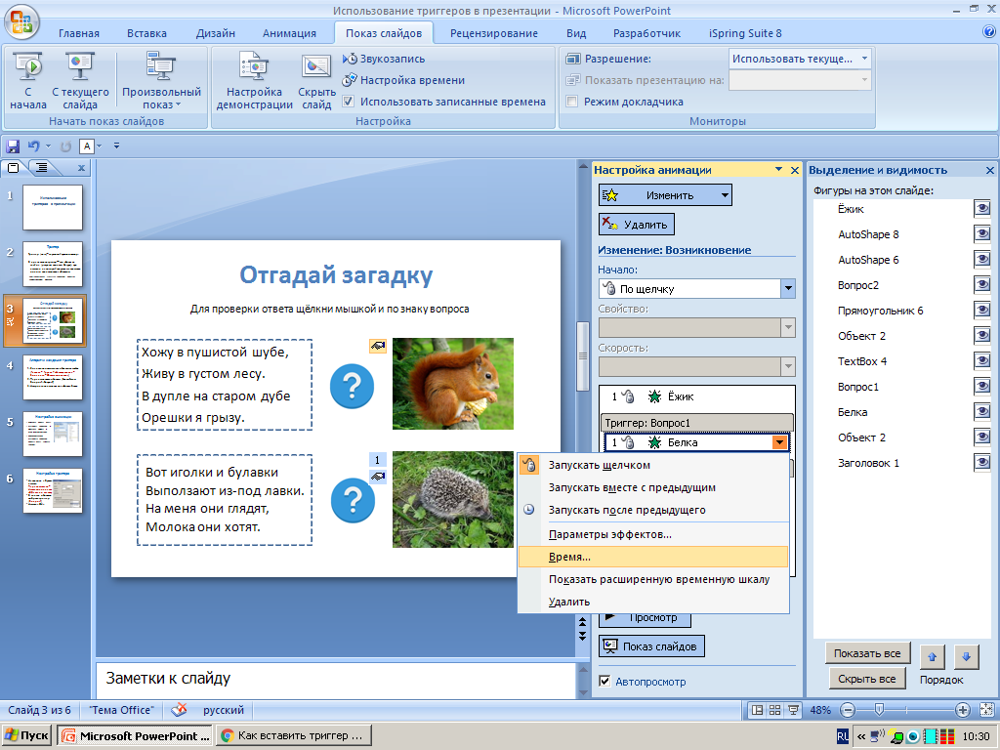 Использование триггеров в презентации - Microsoft PowerPoint
Главная Вставка Дизайн Анимация Показ слайдов Рецензирование Вид Разработчик iSpring Suite 8
С начала
С текущего слайда
Произвольный показ
Начать показ слайдов
Настройка демонстрации
Скрыть слайд
Звукозапись
Настройка времени
Использовать записанные времена
Настройка
Разрешение: Использовать текуще...
Показать презентацию на:
Режим докладчика
Мониторы
A
1
2
3
4
5
6
Отгадай загадку
Для проверки ответа щёлкни мышкой и по знаку вопроса
Хожу в пушистой шубе,
Живу в густом лесу.
В дупле на старом дубе
Орешки я грызу.
?
Вот иголки и булавки
Выползают из-под лавки.
На меня они глядят,
Молока они хотят.
1
?
Заметки к слайду
Настройка анимации
Изменить
Удалить
Изменение: Возникновение
Начало:
По щелчку
Свойство:
Скорость:
1 Ёжик
Триггер: Вопрос1
1 Белка
Запускать щелчком
Запускать вместе с предыдущим
Запускать после предыдущего
Параметры эффектов...
Время...
Показать расширенную временную шкалу
Удалить
Просмотр
Показ слайдов
Автопросмотр
Выделение и видимость
Фигуры на этом слайде:
Ёжик
AutoShape 8
AutoShape 6
Вопрос2
Прямоугольник 6
Объект 2
TextBox 4
Вопрос1
Белка
Объект 2
Заголовок 1
Показать все
Скрыть все
Порядок
Слайд 3 из 6 "Тема Office" русский 48%
Пуск Microsoft PowerPoint ... Как вставить триггер ... RL « 10:30